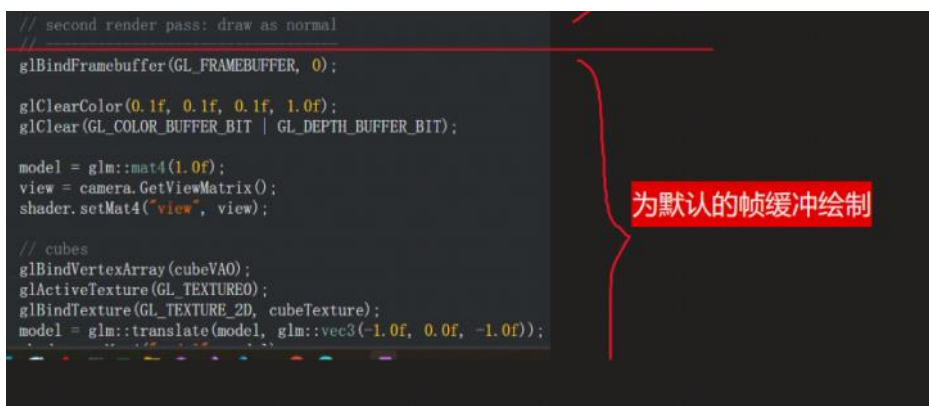 // second render pass: draw as normal
// --------------------------------
glBindFramebuffer(GL_FRAMEBUFFER, 0);
glClearColor(0.1f, 0.1f, 0.1f, 1.0f);
glClear(GL_COLOR_BUFFER_BIT | GL_DEPTH_BUFFER_BIT);
model = glm::mat4(1.0f);
view = camera.GetViewMatrix();
shader.setMat4("view", view);
为默认的帧缓冲绘制
// cubes
glBindVertexArray(cubeVAO);
glActiveTexture(GL_TEXTURE0);
glBindTexture(GL_TEXTURE_2D, cubeTexture);
model = glm::translate(model, glm::vec3(-1.0f, 0.0f, -1.0f));